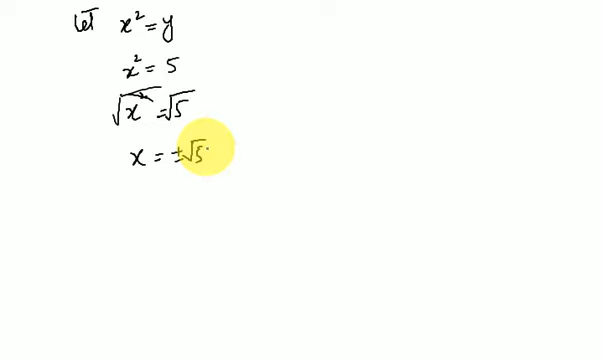 Let x² = y
x² = 5
√x² = √5
x = ±√5